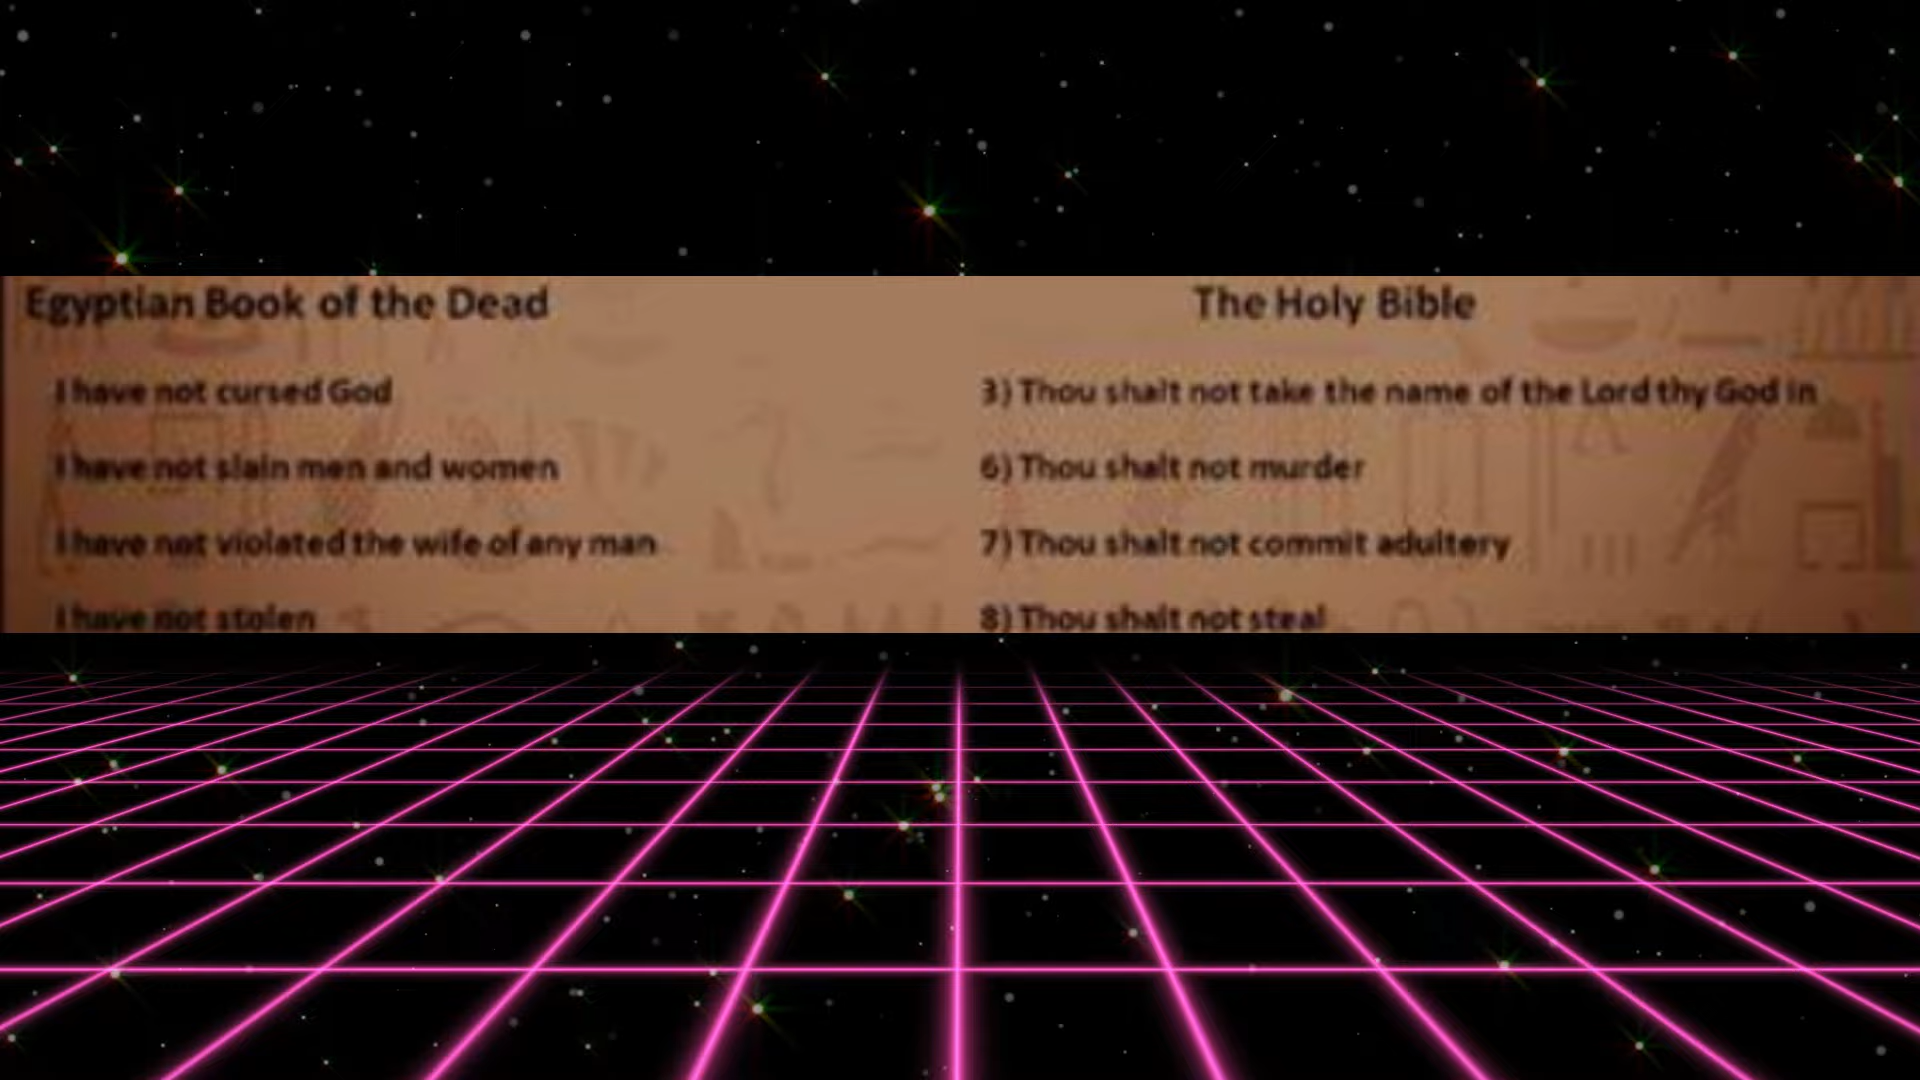 Egyptian Book of the Dead
The Holy Bible
I have not cursed God
3) Thou shalt not take the name of the Lord thy God in
I have not slain men and women
6) Thou shalt not murder
I have not violated the wife of any man
7) Thou shalt not commit adultery
I have not stolen
8) Thou shalt not steal